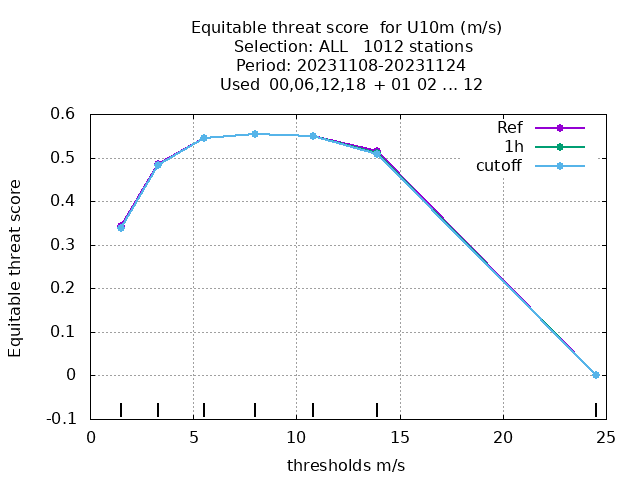 Equitable threat score  for U10m (m/s)
Selection: ALL   1012 stations
Period: 20231108-20231124
Used  00,06,12,18  + 01 02 ... 12
Ref
1h
cutoff
Equitable threat score
0.6
0.5
0.4
0.3
0.2
0.1
0
-0.1
0 5 10 15 20 25
thresholds m/s